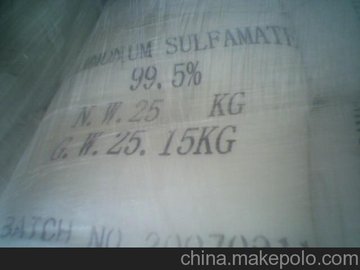 SULFAMATE
99.5%
N.W.25 KG
G.W.25.15KG
BATCH NO
china.makepolo.com